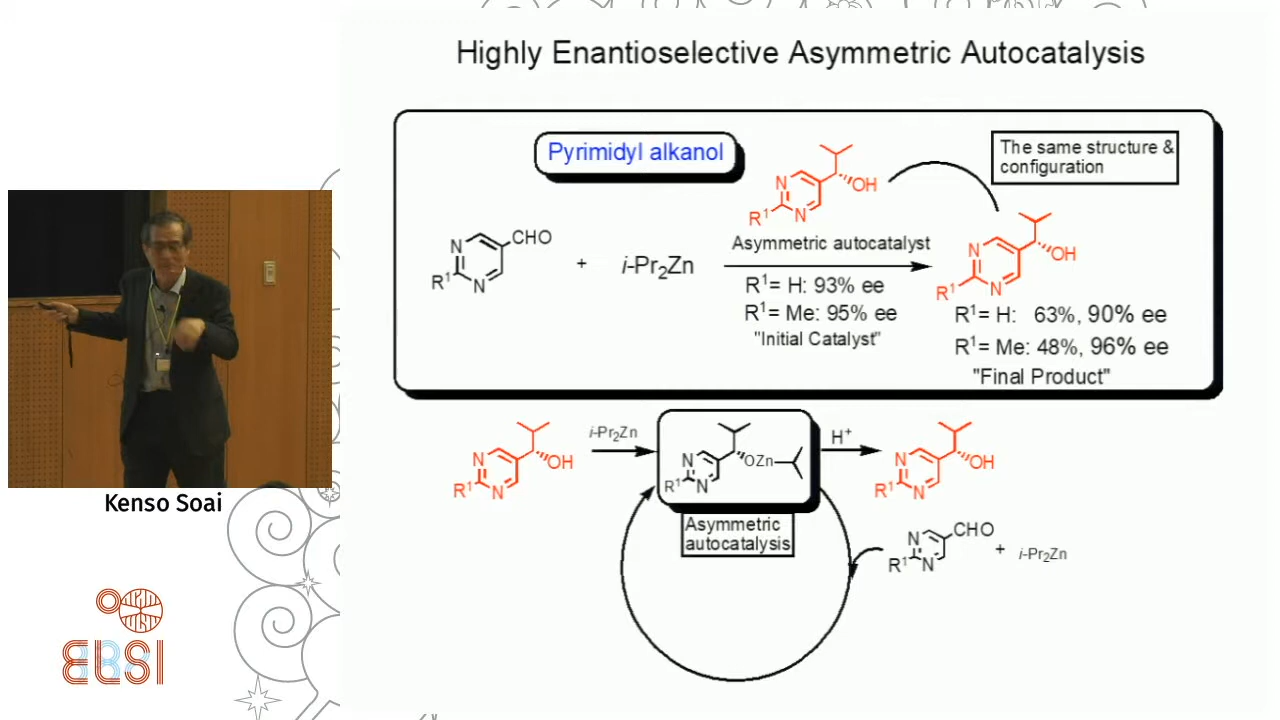 Highly Enantioselective Asymmetric Autocatalysis
Pyrimidyl alkanol
The same structure &
configuration
N
N
R¹
OH
N
N
R¹
CHO
+
i-Pr₂Zn
Asymmetric autocatalyst
R¹= H: 93% ee
R¹= Me: 95% ee
"Initial Catalyst"
N
N
R¹
OH
R¹= H: 63%, 90% ee
R¹= Me: 48%, 96% ee
"Final Product"
N
N
R¹
OH
i-Pr₂Zn
N
N
R¹
OZn
H⁺
N
N
R¹
OH
Asymmetric
autocatalysis
N
N
R¹
CHO
+
i-Pr₂Zn
Kenso Soai
ELSI